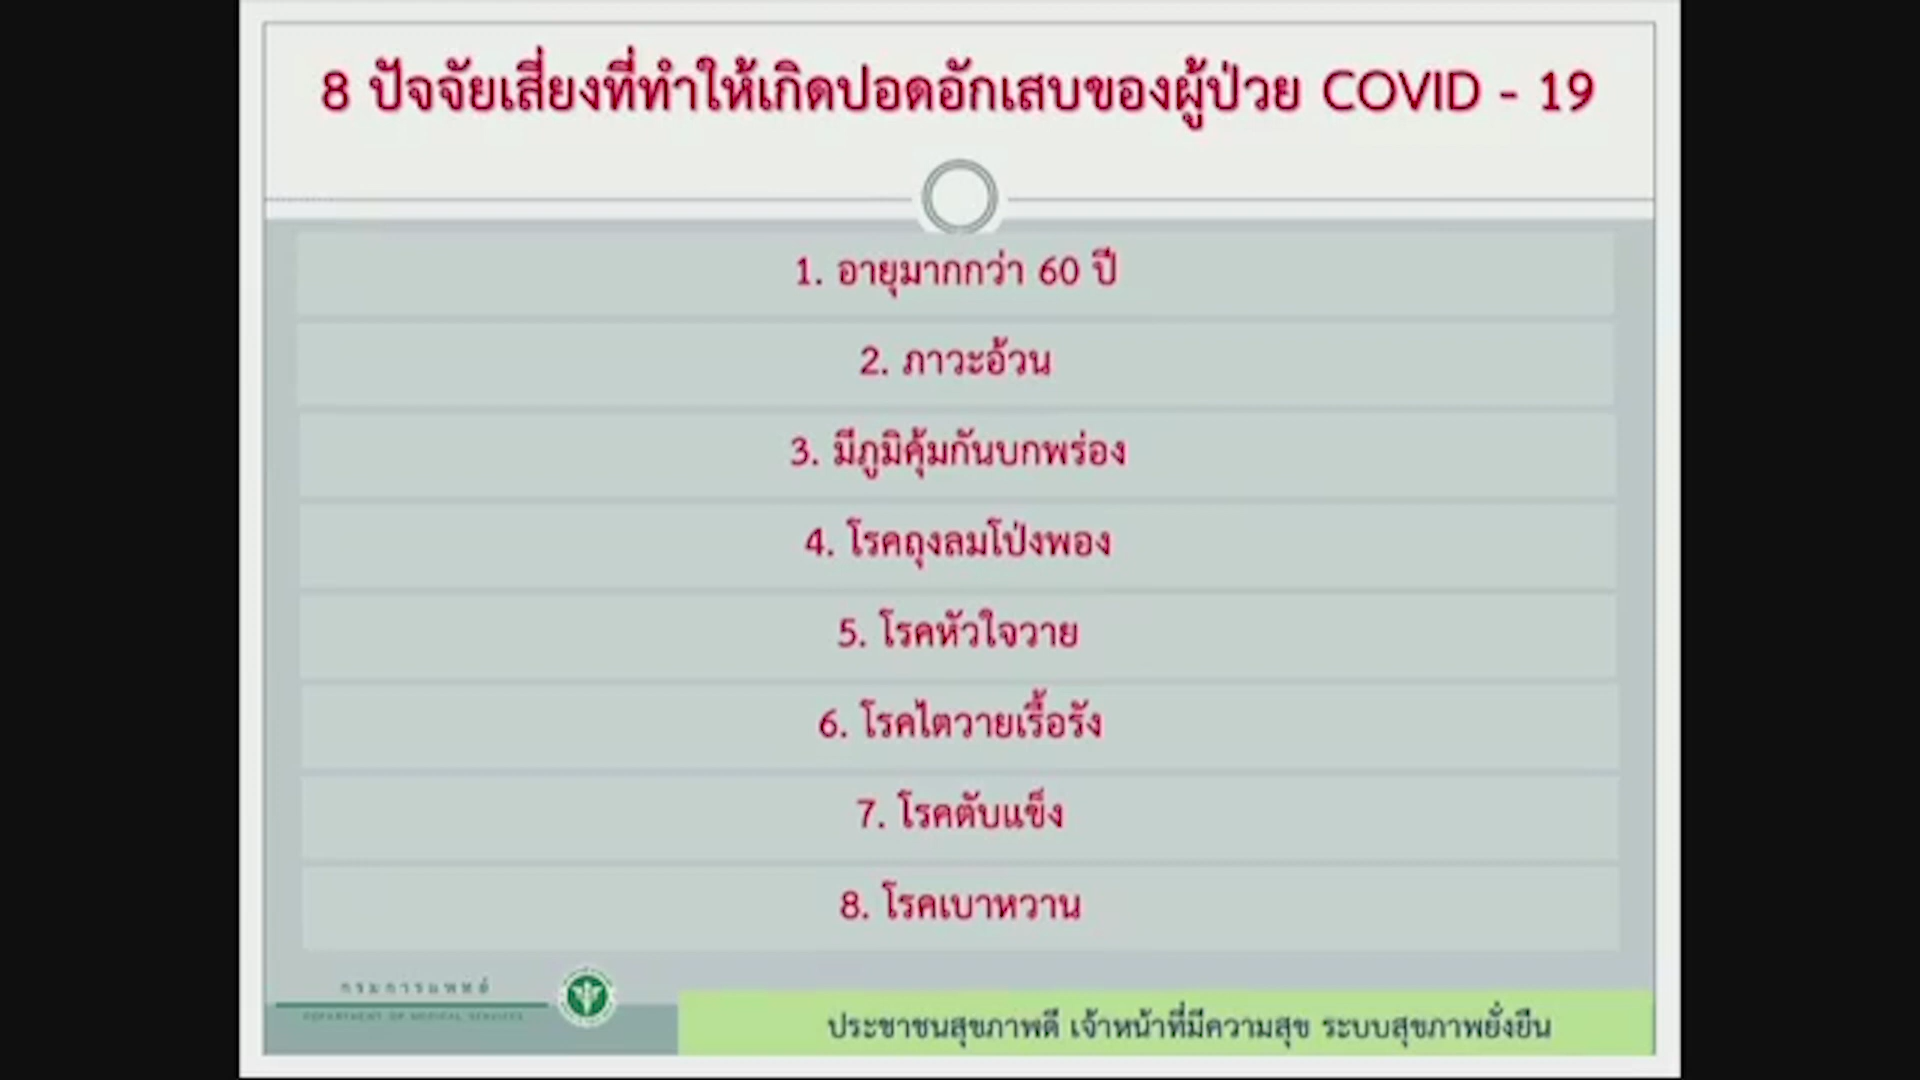 8 ปัจจัยเสี่ยงที่ทำให้เกิดปอดอักเสบของผู้ป่วย COVID - 19
1. อายุมากกว่า 60 ปี
2. ภาวะอ้วน
3. มีภูมิคุ้มกันบกพร่อง
4. โรคถุงลมโป่งพอง
5. โรคหัวใจวาย
6. โรคไตวายเรื้อรัง
7. โรคตับแข็ง
8. โรคเบาหวาน
กรมการแพทย์
DEPARTMENT OF MEDICAL SERVICES
ประชาชนสุขภาพดี เจ้าหน้าที่มีความสุข ระบบสุขภาพยั่งยืน